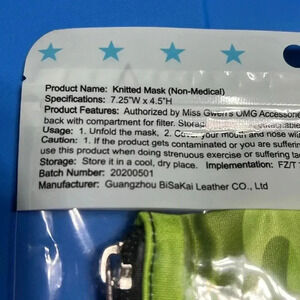 Product Name: Knitted Mask (Non-Medical)
Specifications: 7.25"W x 4.5"H
Product Features: Authorized by Miss Gwen's OMG Accessorie
back with compartment for filter.
Usage: 1. Unfold the mask, 2. Cover your mouth and nose with
Caution: 1. If the product gets contaminated or you are suffering
use this product when doing strenuous exercise or suffering
Storage: Store it in a cool, dry place. Implementation: FZ/T
Batch Number: 20200501
Manufacturer: Guangzhou BiSaKai Leather CO., Ltd